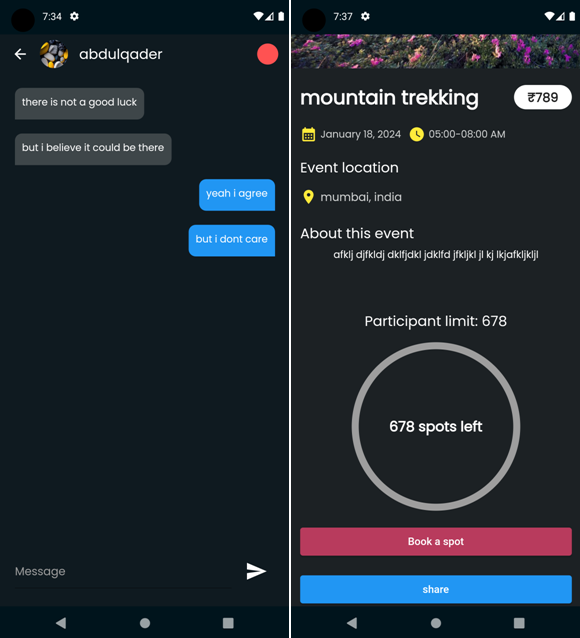 7:34
abdulqader
there is not a good luck
but i believe it could be there
yeah i agree
but i dont care
Message
7:37
mountain trekking
₹789
January 18, 2024
05:00-08:00 AM
Event location
mumbai, india
About this event
afklj djfkldj dklfjdkl jdklfd jfkljkl jl kj lkjafkljkljl
Participant limit: 678
678 spots left
Book a spot
share